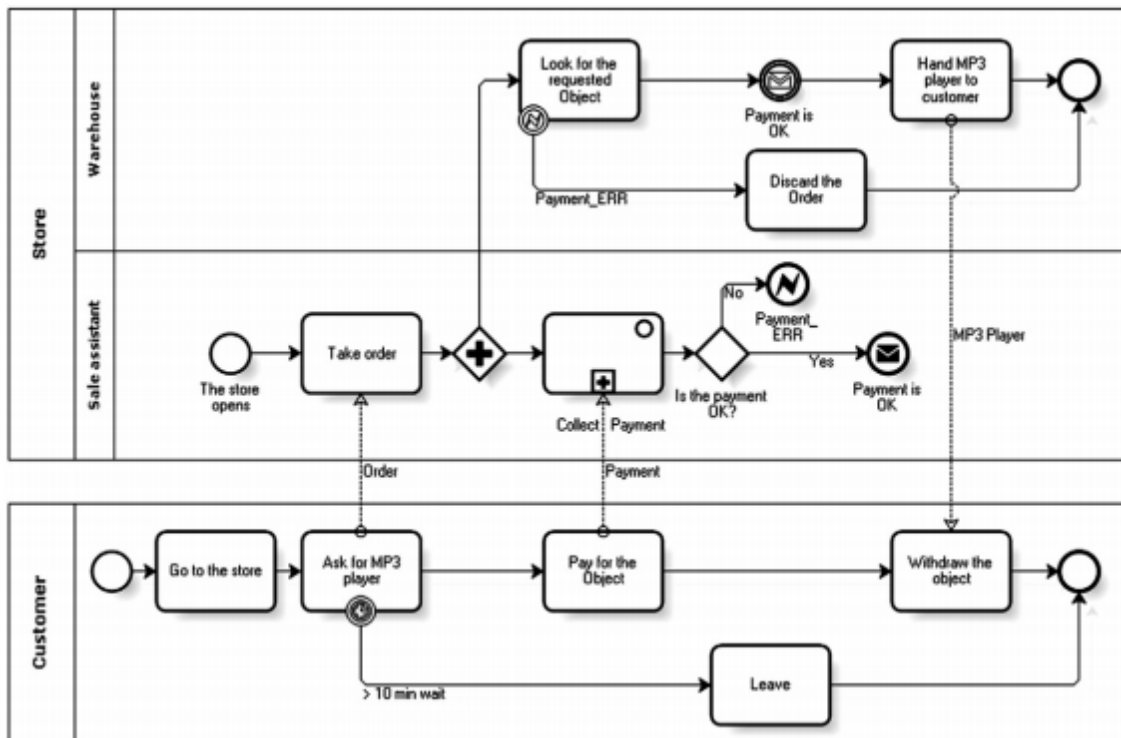 Store
Warehouse
Look for the
requested
Object
Payment is
OK
Hand MP3
player to
customer
Payment_ERR
Discard the
Order
Sale assistant
The store
opens
Take order
Collect Payment
Is the payment
OK?
No
Payment_
ERR
Yes
Payment is
OK
MP3 Player
Order
Payment
Customer
Go to the store
Ask for MP3
player
Pay for the
Object
Withdraw the
object
> 10 min wait
Leave